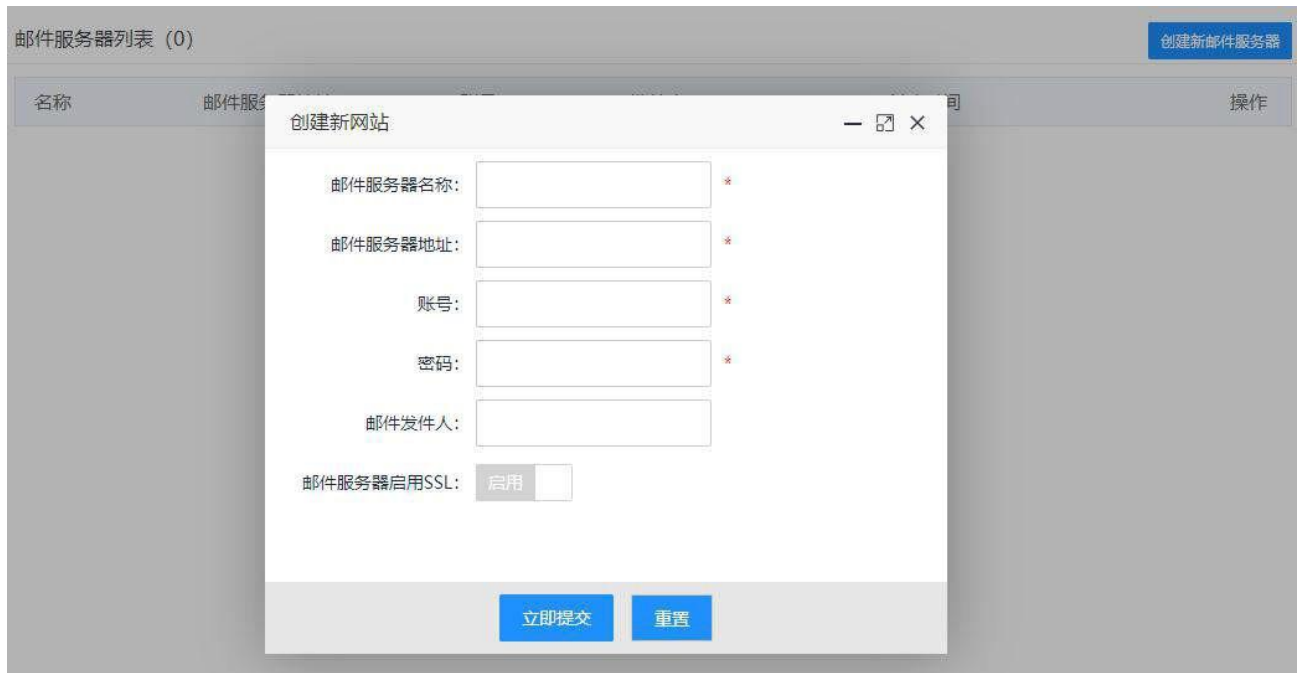 邮件服务器列表 (0)
创建新邮件服务器
名称 邮件服 操作
创建新网站
邮件服务器名称: *
邮件服务器地址: *
账号: *
密码: *
邮件发件人:
邮件服务器启用SSL: 启用
立即提交 重置